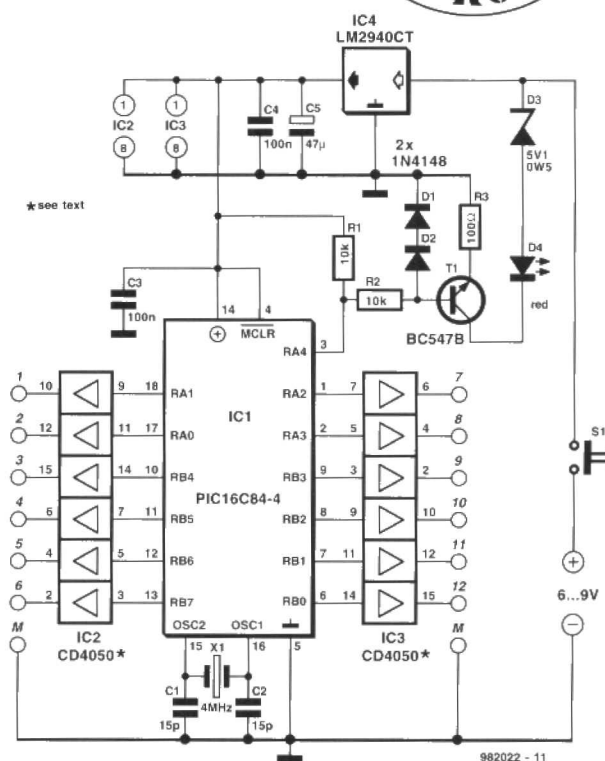 IC4
LM2940CT
1
1
IC2
IC3
8
8
C4
100n
C5
47µ
2x
1N4148
D3
5V1
0W5
* see text
R1
10k
D1
D2
R3
100Ω
D4
red
R2
10k
T1
BC547B
C3
100n
14
4
+
MCLR
3
RA4
1 10 9 18 RA1
RA2 1 7 6 7
2 12 11 17 RA0
RA3 2 5 4 8
S1
IC1
3 15 14 10 RB4
RB3 9 3 2 9
PIC16C84-4
4 6 7 11 RB5
RB2 8 9 10 10
5 4 5 12 RB6
RB1 7 11 12 11
+
6...9V
−
6 2 3 13 RB7
RB0 6 14 15 12
M
IC2
CD4050*
OSC2
OSC1
15
16
5
IC3
CD4050*
M
X1
4MHz
C1
15p
C2
15p
982022 - 11